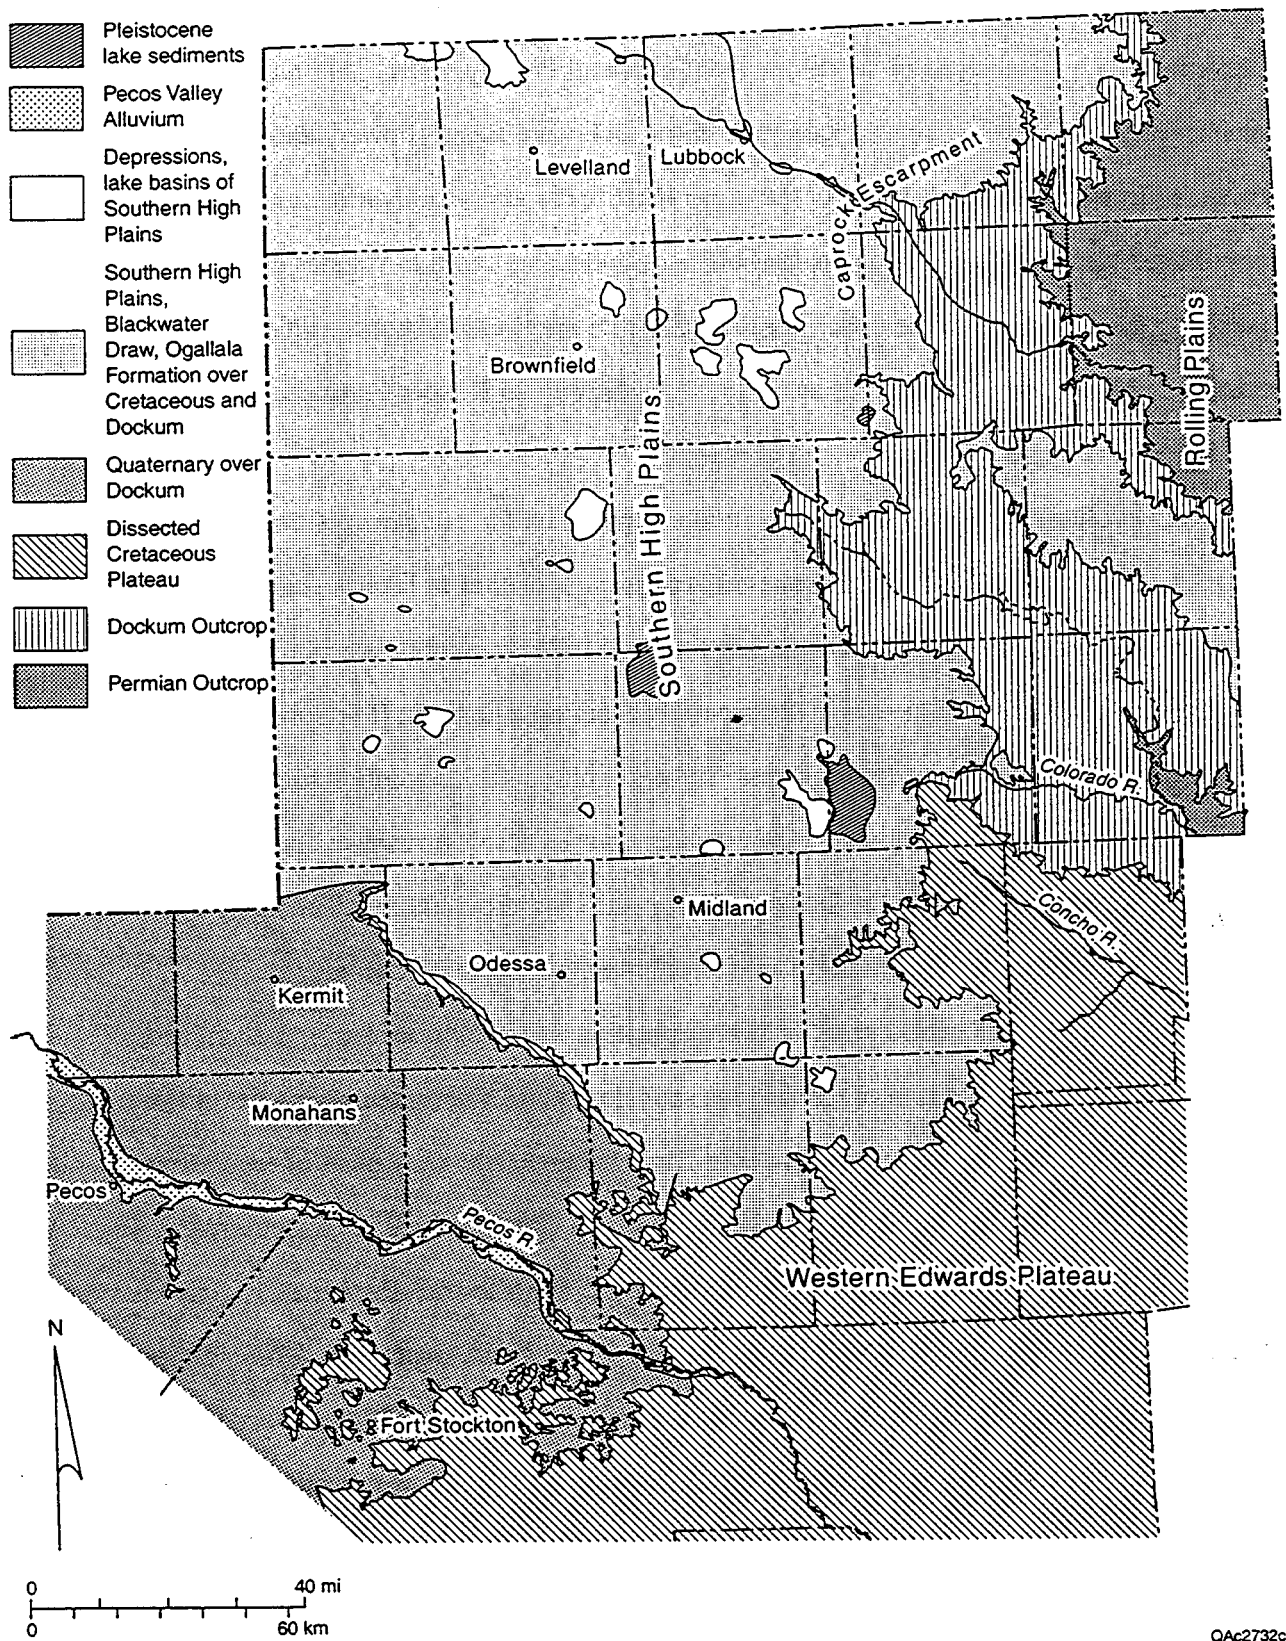 Pleistocene
lake sediments
Pecos Valley
Alluvium
Depressions,
lake basins of
Southern High
Plains
Southern High
Plains,
Blackwater
Draw, Ogallala
Formation over
Cretaceous and
Dockum
Quaternary over
Dockum
Dissected
Cretaceous
Plateau
Dockum Outcrop
Permian Outcrop
Levelland
Lubbock
Caprock Escarpment
Brownfield
Rolling Plains
Southern High Plains
Colorado R.
Midland
Concho R.
Odessa
Kermit
Monahans
Pecos
Pecos R.
Western Edwards Plateau
Fort Stockton
N
0 40 mi
0 60 km
QAc2732c